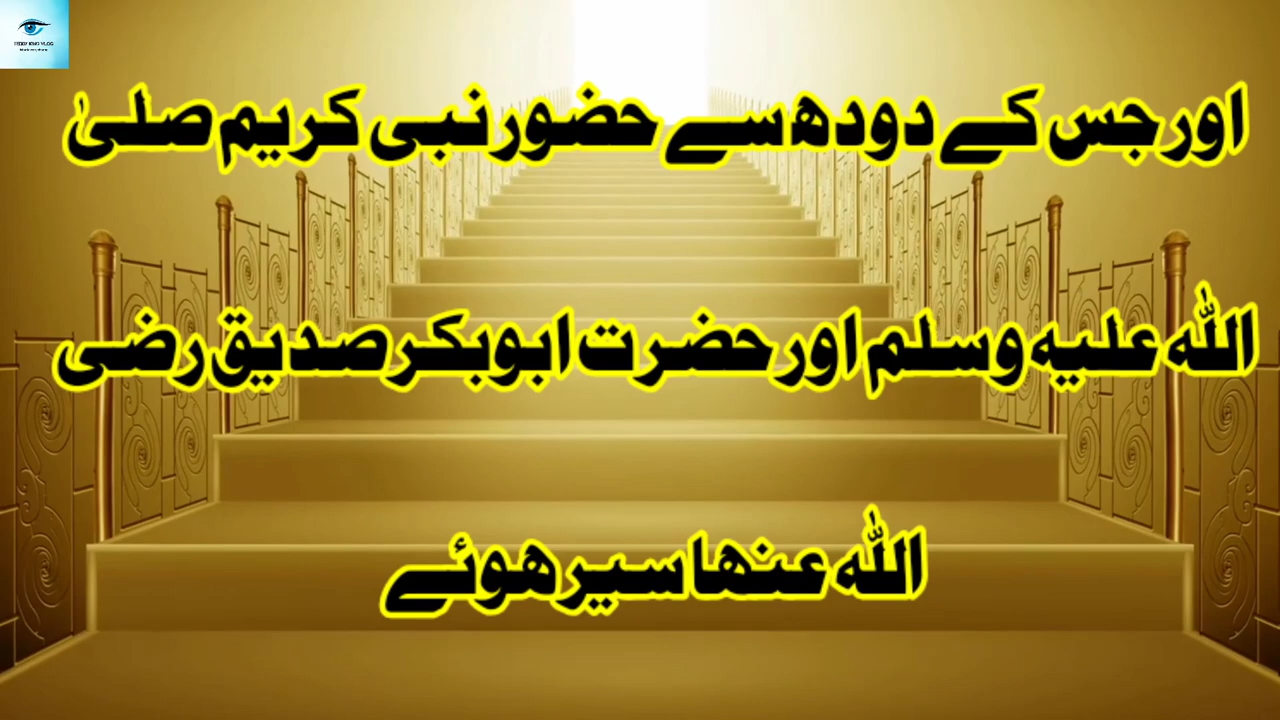 اور جس کے دودھ سے حضور نبی کریم صلیٰ
اللہ علیہ وسلم اور حضرت ابوبکر صدیق رضی
اللہ عنھا سیر ھوئے